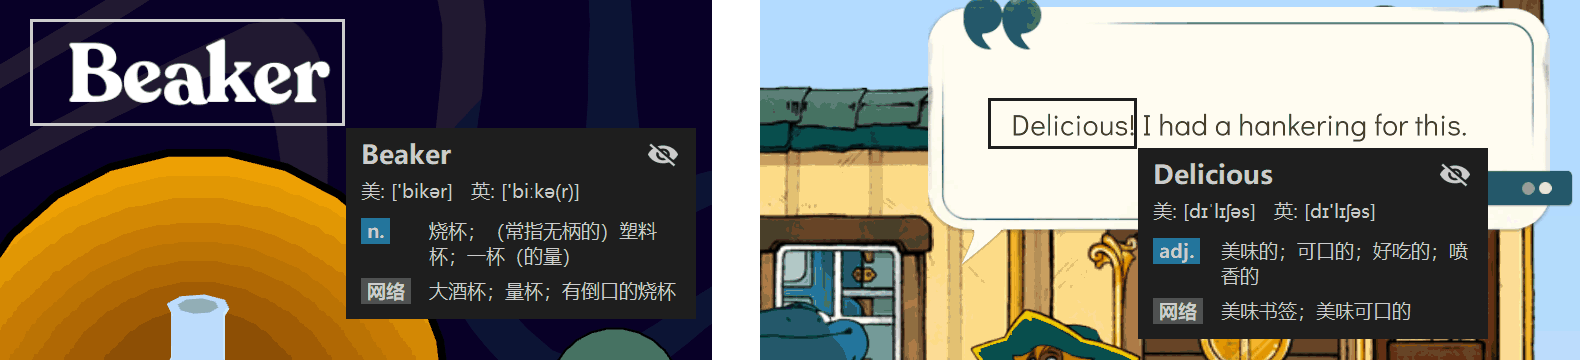 Beaker
Beaker
美: ['bikər] 英: ['biːkə(r)]
n. 烧杯；（常指无柄的）塑料
杯；一杯（的量）
网络 大酒杯；量杯；有倒口的烧杯
Delicious! I had a hankering for this.
Delicious
美: [dɪˈlɪʃəs] 英: [dɪ'lɪʃəs]
adj. 美味的；可口的；好吃的；喷
香的
网络 美味书签；美味可口的